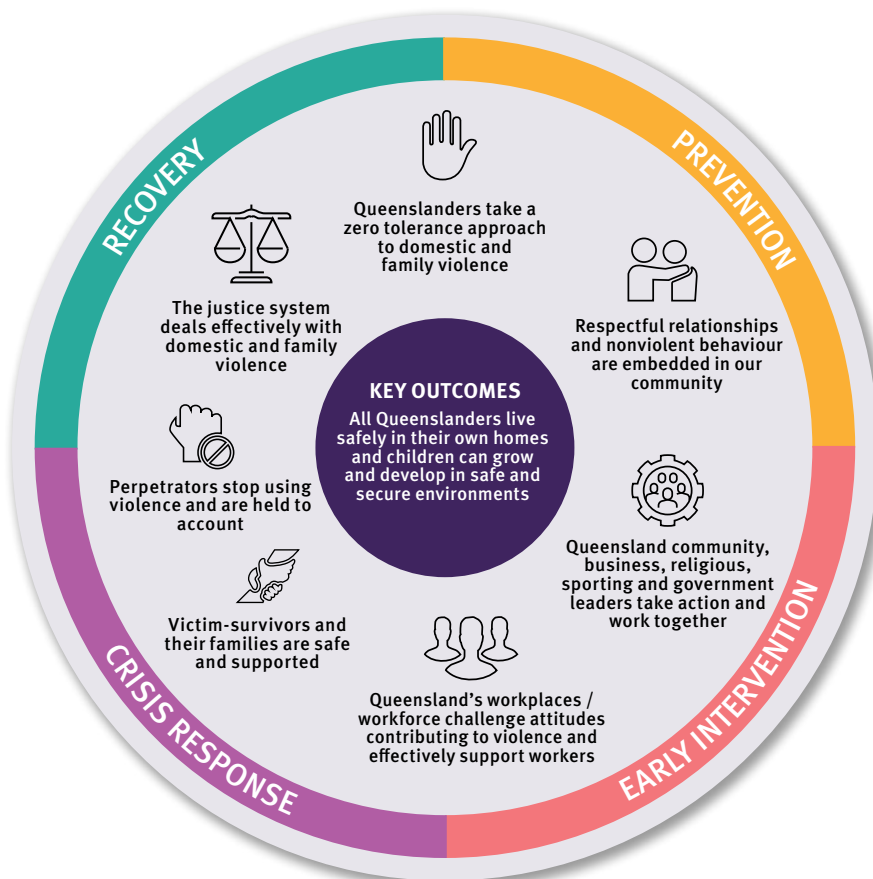 RECOVERY
PREVENTION
Queenslanders take a
zero tolerance approach
to domestic and
family violence
The justice system
deals effectively with
domestic and family
violence
Respectful relationships
and nonviolent behaviour
are embedded in our
community
KEY OUTCOMES
All Queenslanders live
safely in their own homes
and children can grow
and develop in safe and
secure environments
Perpetrators stop using
violence and are held to
account
Queensland community,
business, religious,
sporting and government
leaders take action and
work together
Victim-survivors and
their families are safe
and supported
Queensland's workplaces /
workforce challenge attitudes
contributing to violence and
effectively support workers
CRISIS RESPONSE
EARLY INTERVENTION